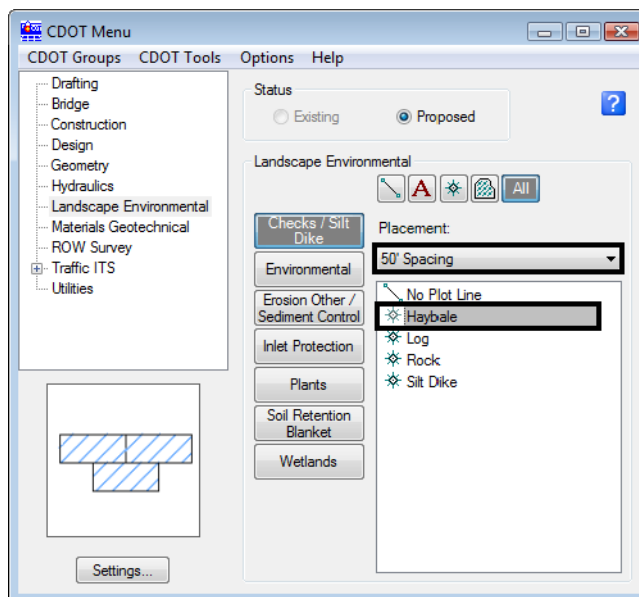 CDOT Menu
CDOT Groups CDOT Tools Options Help
Drafting
Bridge
Construction
Design
Geometry
Hydraulics
Landscape Environmental
Materials Geotechnical
ROW Survey
Traffic ITS
Utilities
Settings...
Status
Existing
Proposed
Landscape Environmental
A
All
Checks / Silt
Dike
Environmental
Erosion Other /
Sediment Control
Inlet Protection
Plants
Soil Retention
Blanket
Wetlands
Placement:
50' Spacing
No Plot Line
Haybale
Log
Rock
Silt Dike